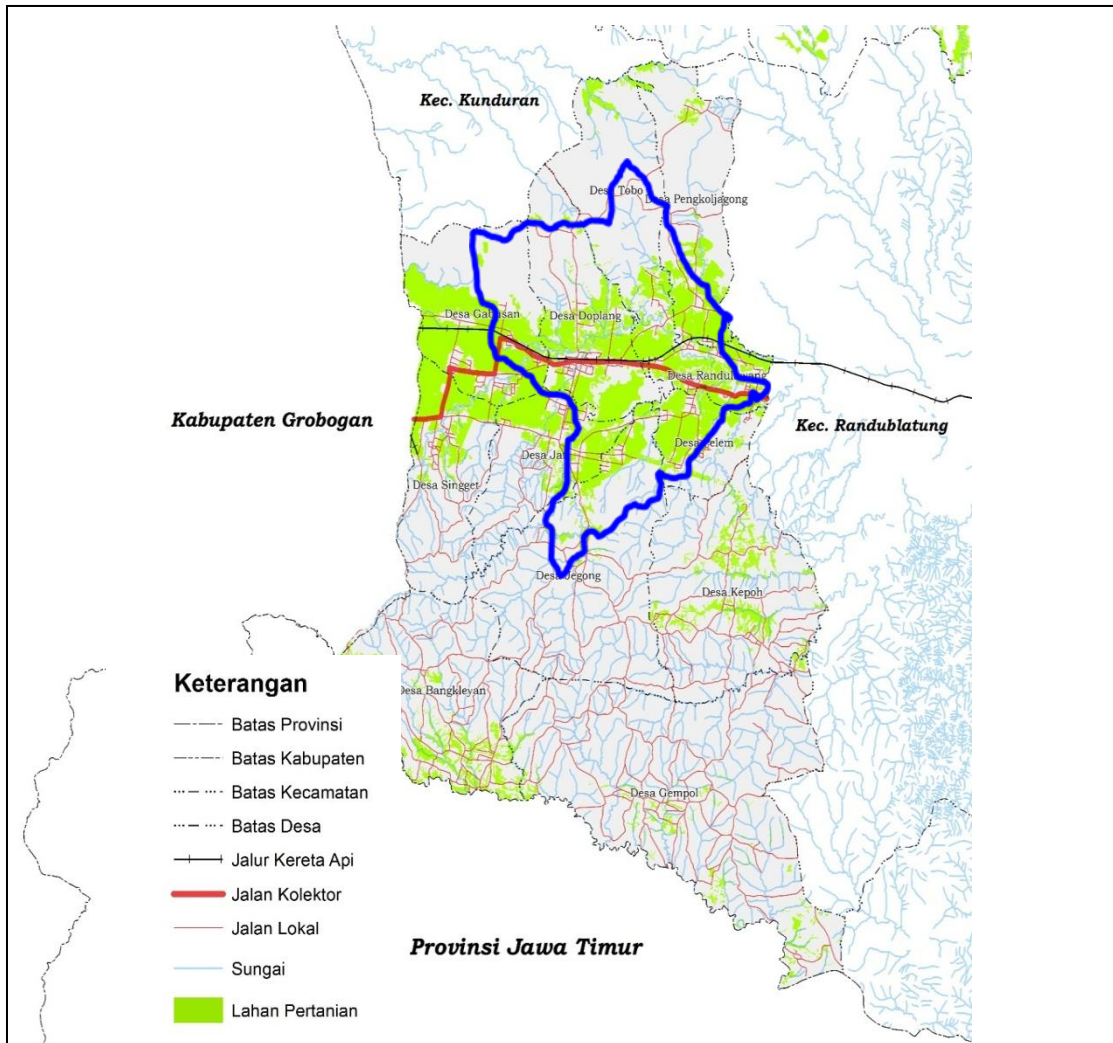 Kec. Kunduran
Desa Tobo
Desa Pengkoljagong
Desa Doplang
Kabupaten Grobogan
Kec. Randublatung
Desa Singget
Desa Jegong
Desa Kepoh
Desa Bangkleyan
Desa Gempol
Provinsi Jawa Timur
Keterangan
Batas Provinsi
Batas Kabupaten
Batas Kecamatan
Batas Desa
Jalur Kereta Api
Jalan Kolektor
Jalan Lokal
Sungai
Lahan Pertanian